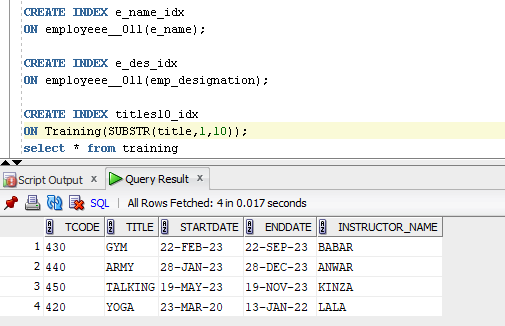 CREATE INDEX e_name_idx
ON employeee__011(e_name);
CREATE INDEX e_des_idx
ON employeee__011(emp_designation);
CREATE INDEX titles10_idx
ON Training(SUBSTR(title,1,10));
select * from training
Script Output x Query Result x
SQL | All Rows Fetched: 4 in 0.017 seconds
TCODE TITLE STARTDATE ENDDATE INSTRUCTOR_NAME
1 430 GYM 22-FEB-23 22-SEP-23 BABAR
2 440 ARMY 28-JAN-23 28-DEC-23 ANWAR
3 450 TALKING 19-MAY-23 19-NOV-23 KINZA
4 420 YOGA 23-MAR-20 13-JAN-22 LALA